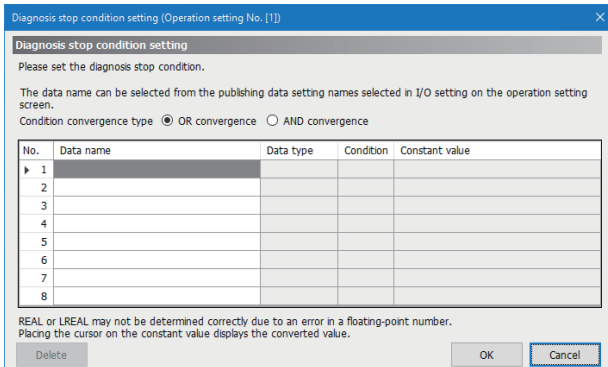 Diagnosis stop condition setting (Operation setting No. [1])
Diagnosis stop condition setting
Please set the diagnosis stop condition.
The data name can be selected from the publishing data setting names selected in I/O setting on the operation setting
screen.
Condition convergence type OR convergence AND convergence
No. Data name Data type Condition Constant value
1
2
3
4
5
6
7
8
REAL or LREAL may not be determined correctly due to an error in a floating-point number.
Placing the cursor on the constant value displays the converted value.
Delete OK Cancel